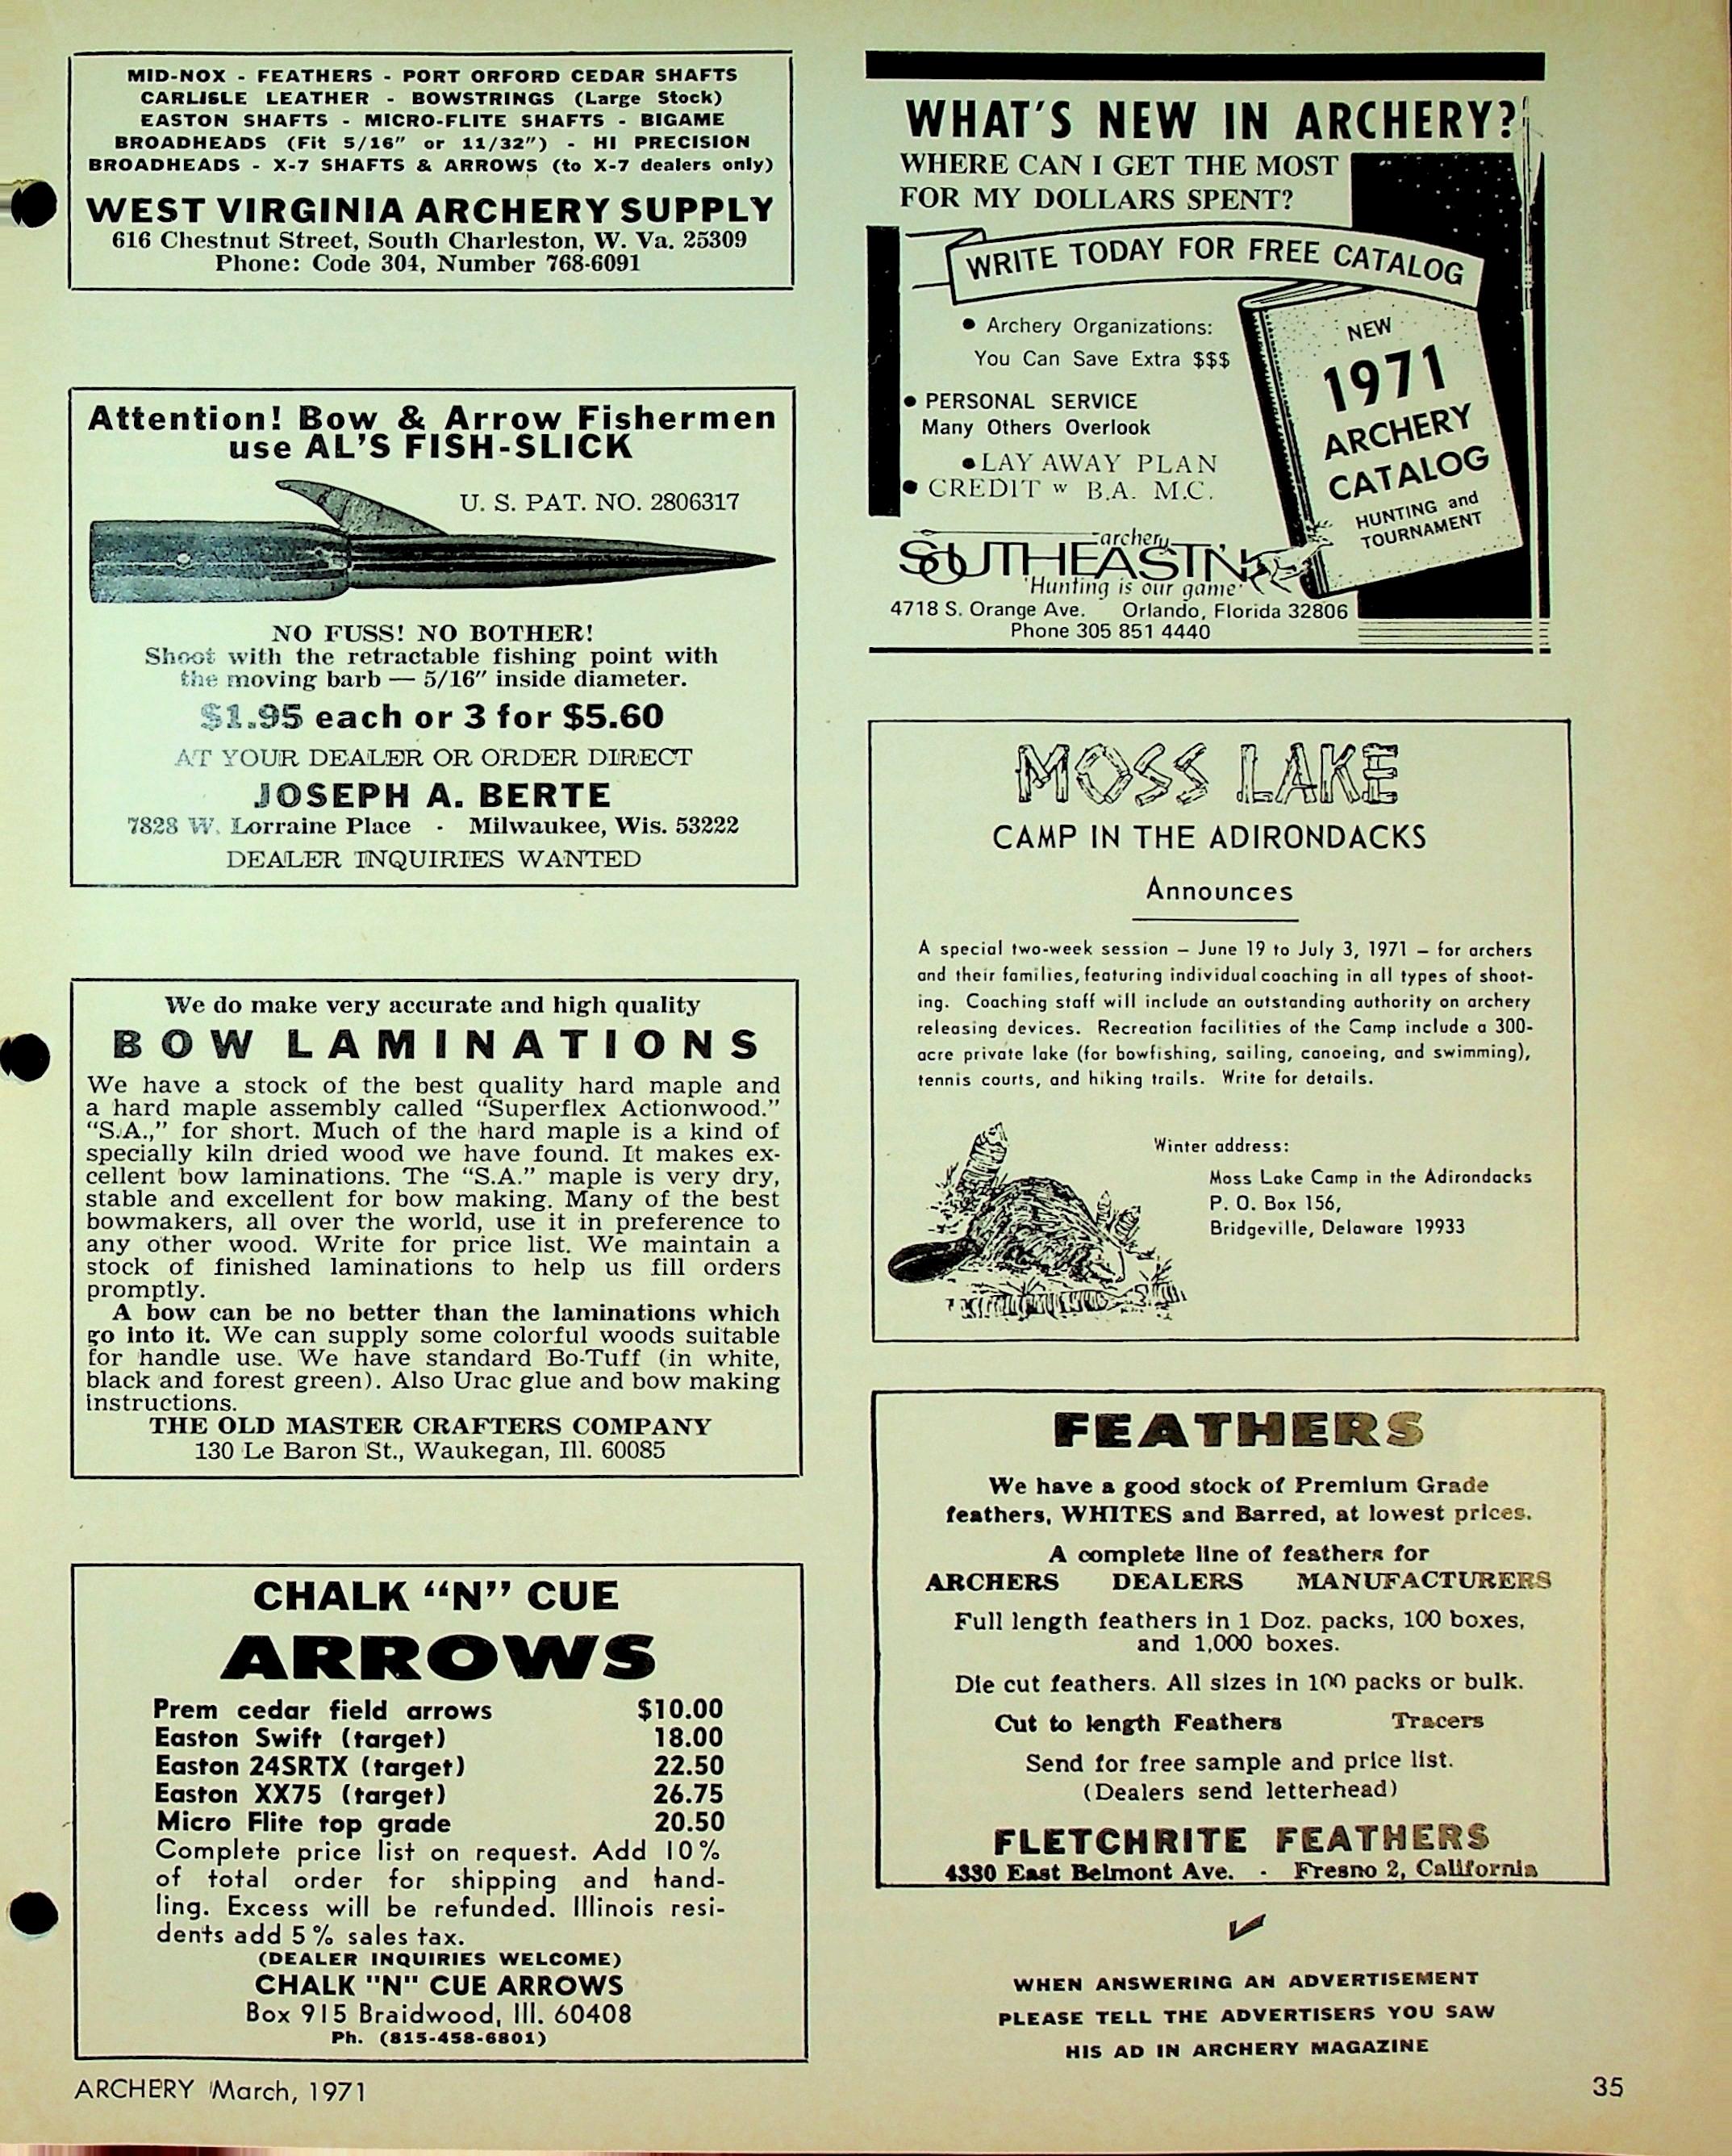 MID-NOX - FEATHERS - PORT ORFORD CEDAR SHAFTS
CARLISLE LEATHER - BOWSTRINGS (Large Stock)
EASTON SHAFTS - MICRO-FLITE SHAFTS - BIGAME
BROADHEADS (Fit 5/16" or 11/32") - HI PRECISION
BROADHEADS - X-7 SHAFTS & ARROWS (to X-7 dealers only)
WEST VIRGINIA ARCHERY SUPPLY
616 Chestnut Street, South Charleston, W. Va. 25309
Phone: Code 304, Number 768-6091
Attention! Bow & Arrow Fishermen
use AL'S FISH-SLICK
U. S. PAT. NO. 2806317
NO FUSS! NO BOTHER!
Shoot with the retractable fishing point with
the moving barb — 5/16" inside diameter.
$1.95 each or 3 for $5.60
AT YOUR DEALER OR ORDER DIRECT
JOSEPH A. BERTE
7828 W. Lorraine Place - Milwaukee, Wis. 53222
DEALER INQUIRIES WANTED
We do make very accurate and high quality
BOW LAMINATIONS
We have a stock of the best quality hard maple and
a hard maple assembly called "Superflex Actionwood."
"S.A.," for short. Much of the hard maple is a kind of
specially kiln dried wood we have found. It makes ex-
cellent bow laminations. The "S.A." maple is very dry,
stable and excellent for bow making. Many of the best
bowmakers, all over the world, use it in preference to
any other wood. Write for price list. We maintain a
stock of finished laminations to help us fill orders
promptly.
A bow can be no better than the laminations which
go into it. We can supply some colorful woods suitable
for handle use. We have standard Bo-Tuff (in white,
black and forest green). Also Urac glue and bow making
instructions.
THE OLD MASTER CRAFTERS COMPANY
130 Le Baron St., Waukegan, Ill. 60085
CHALK "N" CUE
ARROWS
Prem cedar field arrows $10.00
Easton Swift (target) 18.00
Easton 24SRTX (target) 22.50
Easton XX75 (target) 26.75
Micro Flite top grade 20.50
Complete price list on request. Add 10%
of total order for shipping and hand-
ling. Excess will be refunded. Illinois resi-
dents add 5% sales tax.
(DEALER INQUIRIES WELCOME)
CHALK "N" CUE ARROWS
Box 915 Braidwood, Ill. 60408
Ph. (815-458-6801)
WHAT'S NEW IN ARCHERY?
WHERE CAN I GET THE MOST
FOR MY DOLLARS SPENT?
WRITE TODAY FOR FREE CATALOG
• Archery Organizations:
You Can Save Extra $$$
• PERSONAL SERVICE
Many Others Overlook
• LAY AWAY PLAN
• CREDIT w B.A. M.C.
NEW
1971
ARCHERY
CATALOG
HUNTING and
TOURNAMENT
archery
SOUTHEAST'N
'Hunting is our game'
4718 S. Orange Ave. Orlando, Florida 32806
Phone 305 851 4440
MOSS LAKE
CAMP IN THE ADIRONDACKS
Announces
A special two-week session – June 19 to July 3, 1971 – for archers
and their families, featuring individual coaching in all types of shoot-
ing. Coaching staff will include an outstanding authority on archery
releasing devices. Recreation facilities of the Camp include a 300-
acre private lake (for bowfishing, sailing, canoeing, and swimming),
tennis courts, and hiking trails. Write for details.
Winter address:
Moss Lake Camp in the Adirondacks
P. O. Box 156,
Bridgeville, Delaware 19933
FEATHERS
We have a good stock of Premium Grade
feathers, WHITES and Barred, at lowest prices.
A complete line of feathers for
ARCHERS DEALERS MANUFACTURERS
Full length feathers in 1 Doz. packs, 100 boxes,
and 1,000 boxes.
Die cut feathers. All sizes in 100 packs or bulk.
Cut to length Feathers Tracers
Send for free sample and price list.
(Dealers send letterhead)
FLETCHRITE FEATHERS
4330 East Belmont Ave. - Fresno 2, California
WHEN ANSWERING AN ADVERTISEMENT
PLEASE TELL THE ADVERTISERS YOU SAW
HIS AD IN ARCHERY MAGAZINE
ARCHERY March, 1971
35